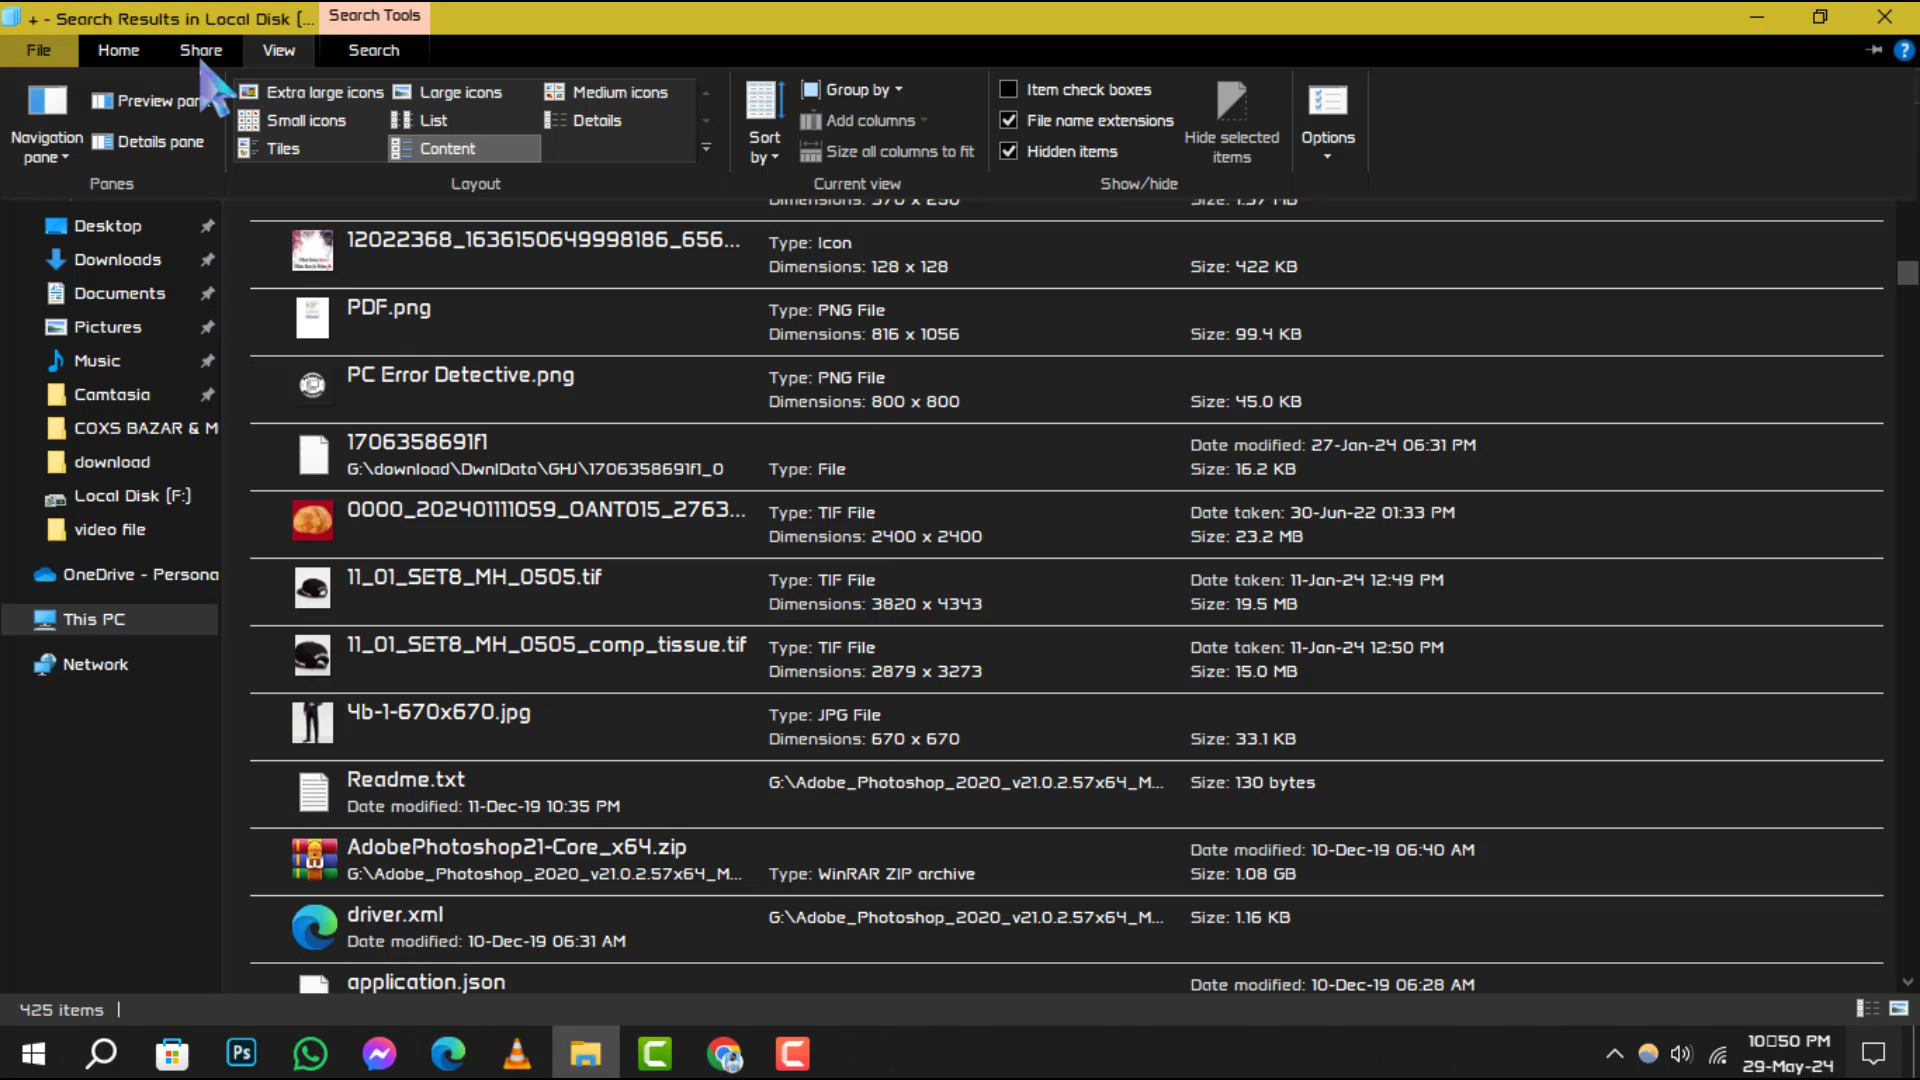 + - Search Results in Local Disk (...
Search Tools
File Home Share View Search
Navigation pane
Preview pane
Details pane
Panes
Extra large icons Large icons Medium icons
Small icons List Details
Tiles Content
Layout
Sort by
Group by
Add columns
Size all columns to fit
Current view
Item check boxes
File name extensions
Hidden items
Hide selected items
Show/hide
Options
Desktop
Downloads
Documents
Pictures
Music
Camtasia
COXS BAZAR & M
download
Local Disk (F:)
video file
OneDrive - Persona
This PC
Network
12022368_1636150649998186_656... Type: Icon
Dimensions: 128 x 128 Size: 422 KB
PDF.png Type: PNG File
Dimensions: 816 x 1056 Size: 99.4 KB
PC Error Detective.png Type: PNG File
Dimensions: 800 x 800 Size: 45.0 KB
1706358691f1 Date modified: 27-Jan-24 06:31 PM
G:\download\DwnlData\GHJ\1706358691f1_0 Type: File Size: 16.2 KB
0000_202401111059_OANT015_2763... Type: TIF File Date taken: 30-Jun-22 01:33 PM
Dimensions: 2400 x 2400 Size: 23.2 MB
11_01_SET8_MH_0505.tif Type: TIF File Date taken: 11-Jan-24 12:49 PM
Dimensions: 3820 x 4343 Size: 19.5 MB
11_01_SET8_MH_0505_comp_tissue.tif Type: TIF File Date taken: 11-Jan-24 12:50 PM
Dimensions: 2879 x 3273 Size: 15.0 MB
4b-1-670x670.jpg Type: JPG File
Dimensions: 670 x 670 Size: 33.1 KB
Readme.txt G:\Adobe_Photoshop_2020_v21.0.2.57x64_M... Size: 130 bytes
Date modified: 11-Dec-19 10:35 PM
AdobePhotoshop21-Core_x64.zip Date modified: 10-Dec-19 06:40 AM
G:\Adobe_Photoshop_2020_v21.0.2.57x64_M... Type: WinRAR ZIP archive Size: 1.08 GB
driver.xml G:\Adobe_Photoshop_2020_v21.0.2.57x64_M... Size: 1.16 KB
Date modified: 10-Dec-19 06:31 AM
application.json Date modified: 10-Dec-19 06:28 AM
425 items
Ps
10□50 PM
29-May-24